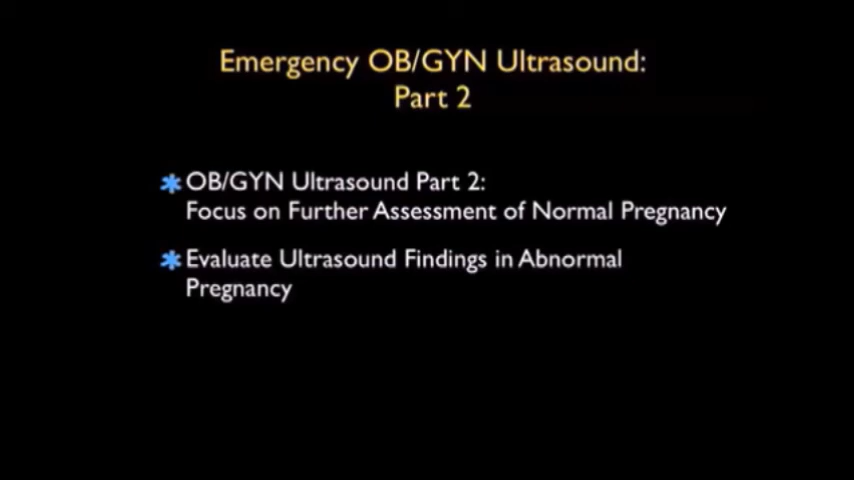 Emergency OB/GYN Ultrasound:
Part 2
* OB/GYN Ultrasound Part 2:
Focus on Further Assessment of Normal Pregnancy
* Evaluate Ultrasound Findings in Abnormal
Pregnancy